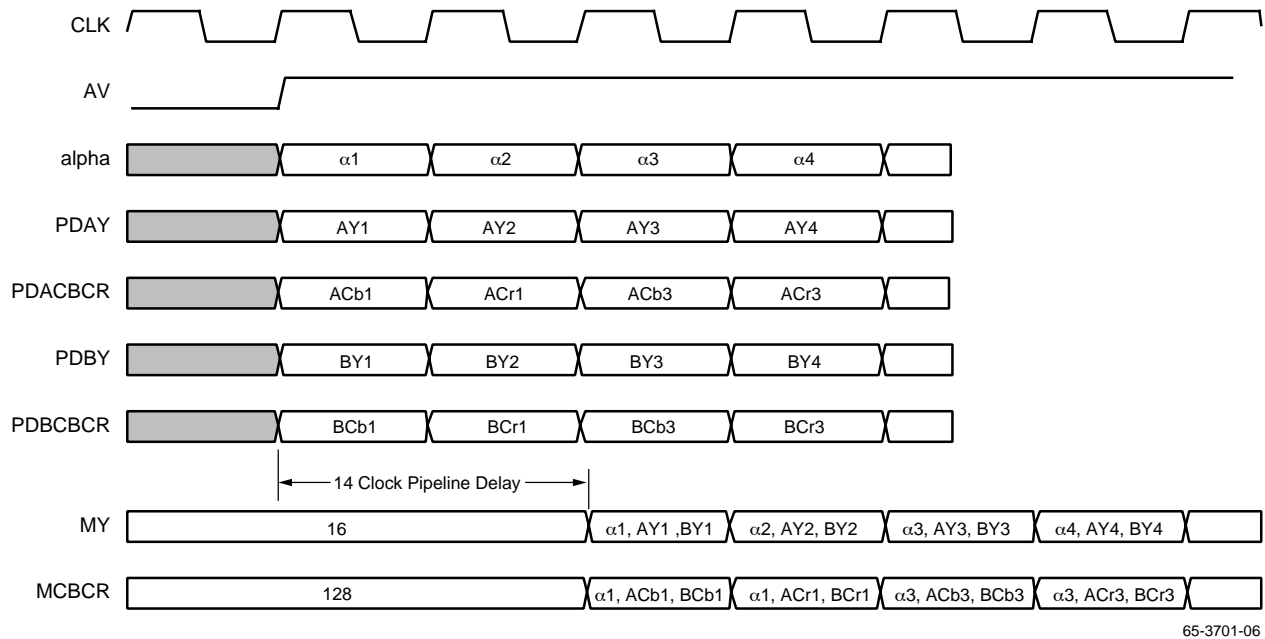 CLK
AV
alpha α1 α2 α3 α4
PDAY AY1 AY2 AY3 AY4
PDACBCR ACb1 ACr1 ACb3 ACr3
PDBY BY1 BY2 BY3 BY4
PDBCBCR BCb1 BCr1 BCb3 BCr3
14 Clock Pipeline Delay
MY 16 α1, AY1 ,BY1 α2, AY2, BY2 α3, AY3, BY3 α4, AY4, BY4
MCBCR 128 α1, ACb1, BCb1 α1, ACr1, BCr1 α3, ACb3, BCb3 α3, ACr3, BCr3
65-3701-06